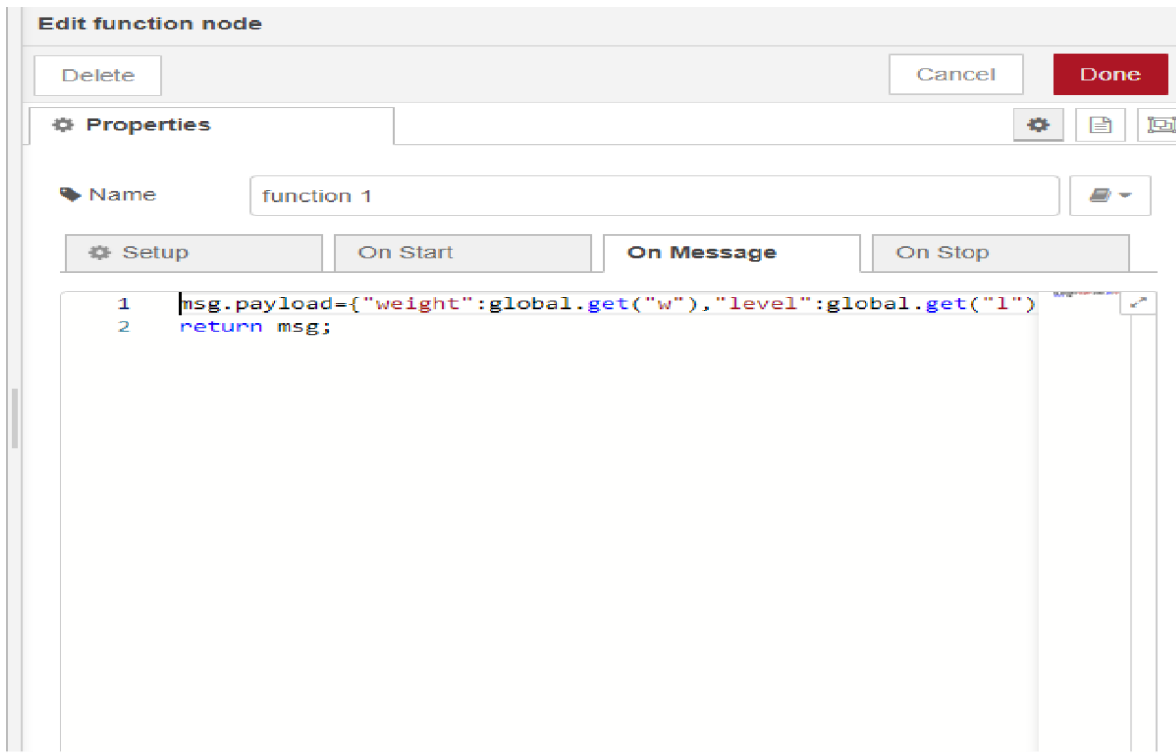 Edit function node
Delete
Cancel
Done
Properties
Name
function 1
Setup
On Start
On Message
On Stop
1 msg.payload={"weight":global.get("w"),"level":global.get("l")
2 return msg;